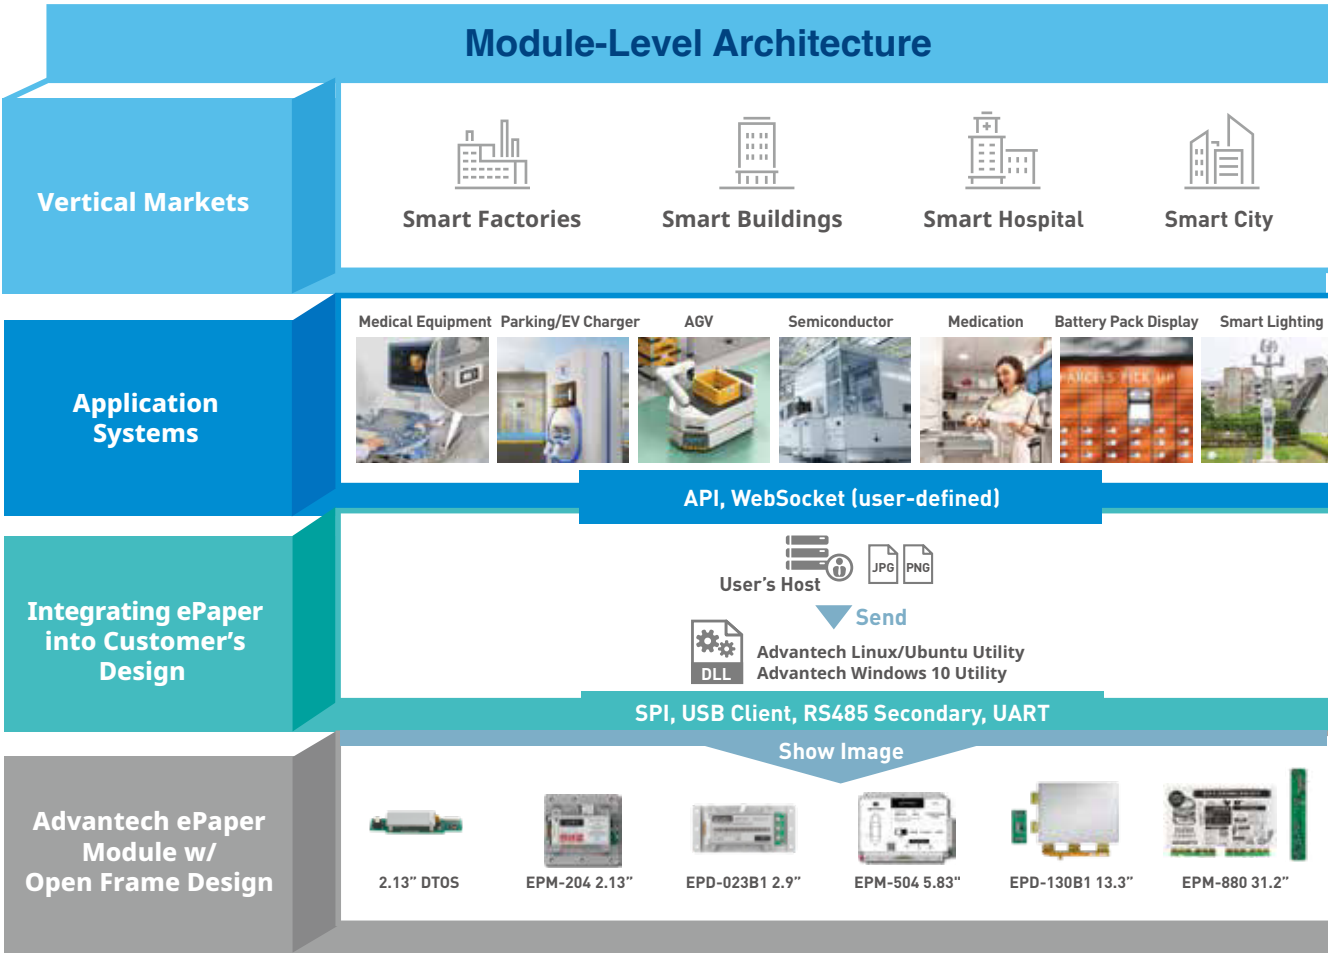 Module-Level Architecture
Vertical Markets
Smart Factories
Smart Buildings
Smart Hospital
Smart City
Application
Systems
Medical Equipment
Parking/EV Charger
AGV
Semiconductor
Medication
Battery Pack Display
Smart Lighting
PARCELS PICK UP
API, WebSocket (user-defined)
Integrating ePaper
into Customer’s
Design
User’s Host
JPG
PNG
Send
DLL
Advantech Linux/Ubuntu Utility
Advantech Windows 10 Utility
SPI, USB Client, RS485 Secondary, UART
Show Image
Advantech ePaper
Module w/
Open Frame Design
2.13” DTOS
EPM-204 2.13”
EPD-023B1 2.9”
EPM-504 5.83"
EPD-130B1 13.3”
EPM-880 31.2”